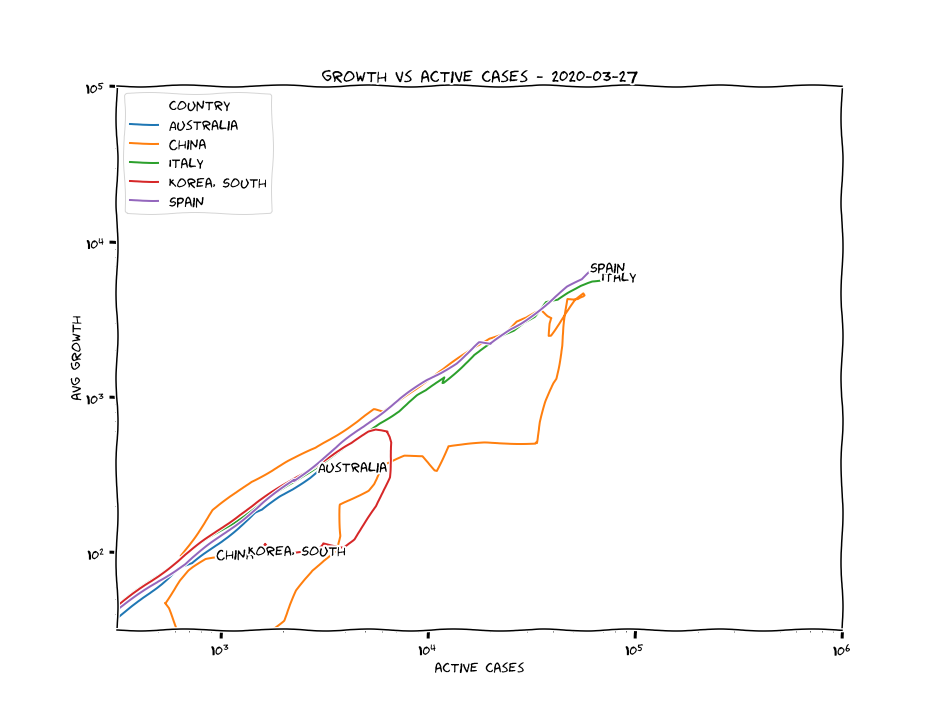 GROWTH VS ACTIVE CASES - 2020-03-27
10⁵
COUNTRY
AUSTRALIA
CHINA
ITALY
KOREA, SOUTH
SPAIN
10⁴
SPAIN
ITALY
AVG GROWTH
10³
AUSTRALIA
10²
CHINA
KOREA, SOUTH
10³ 10⁴ 10⁵ 10⁶
ACTIVE CASES